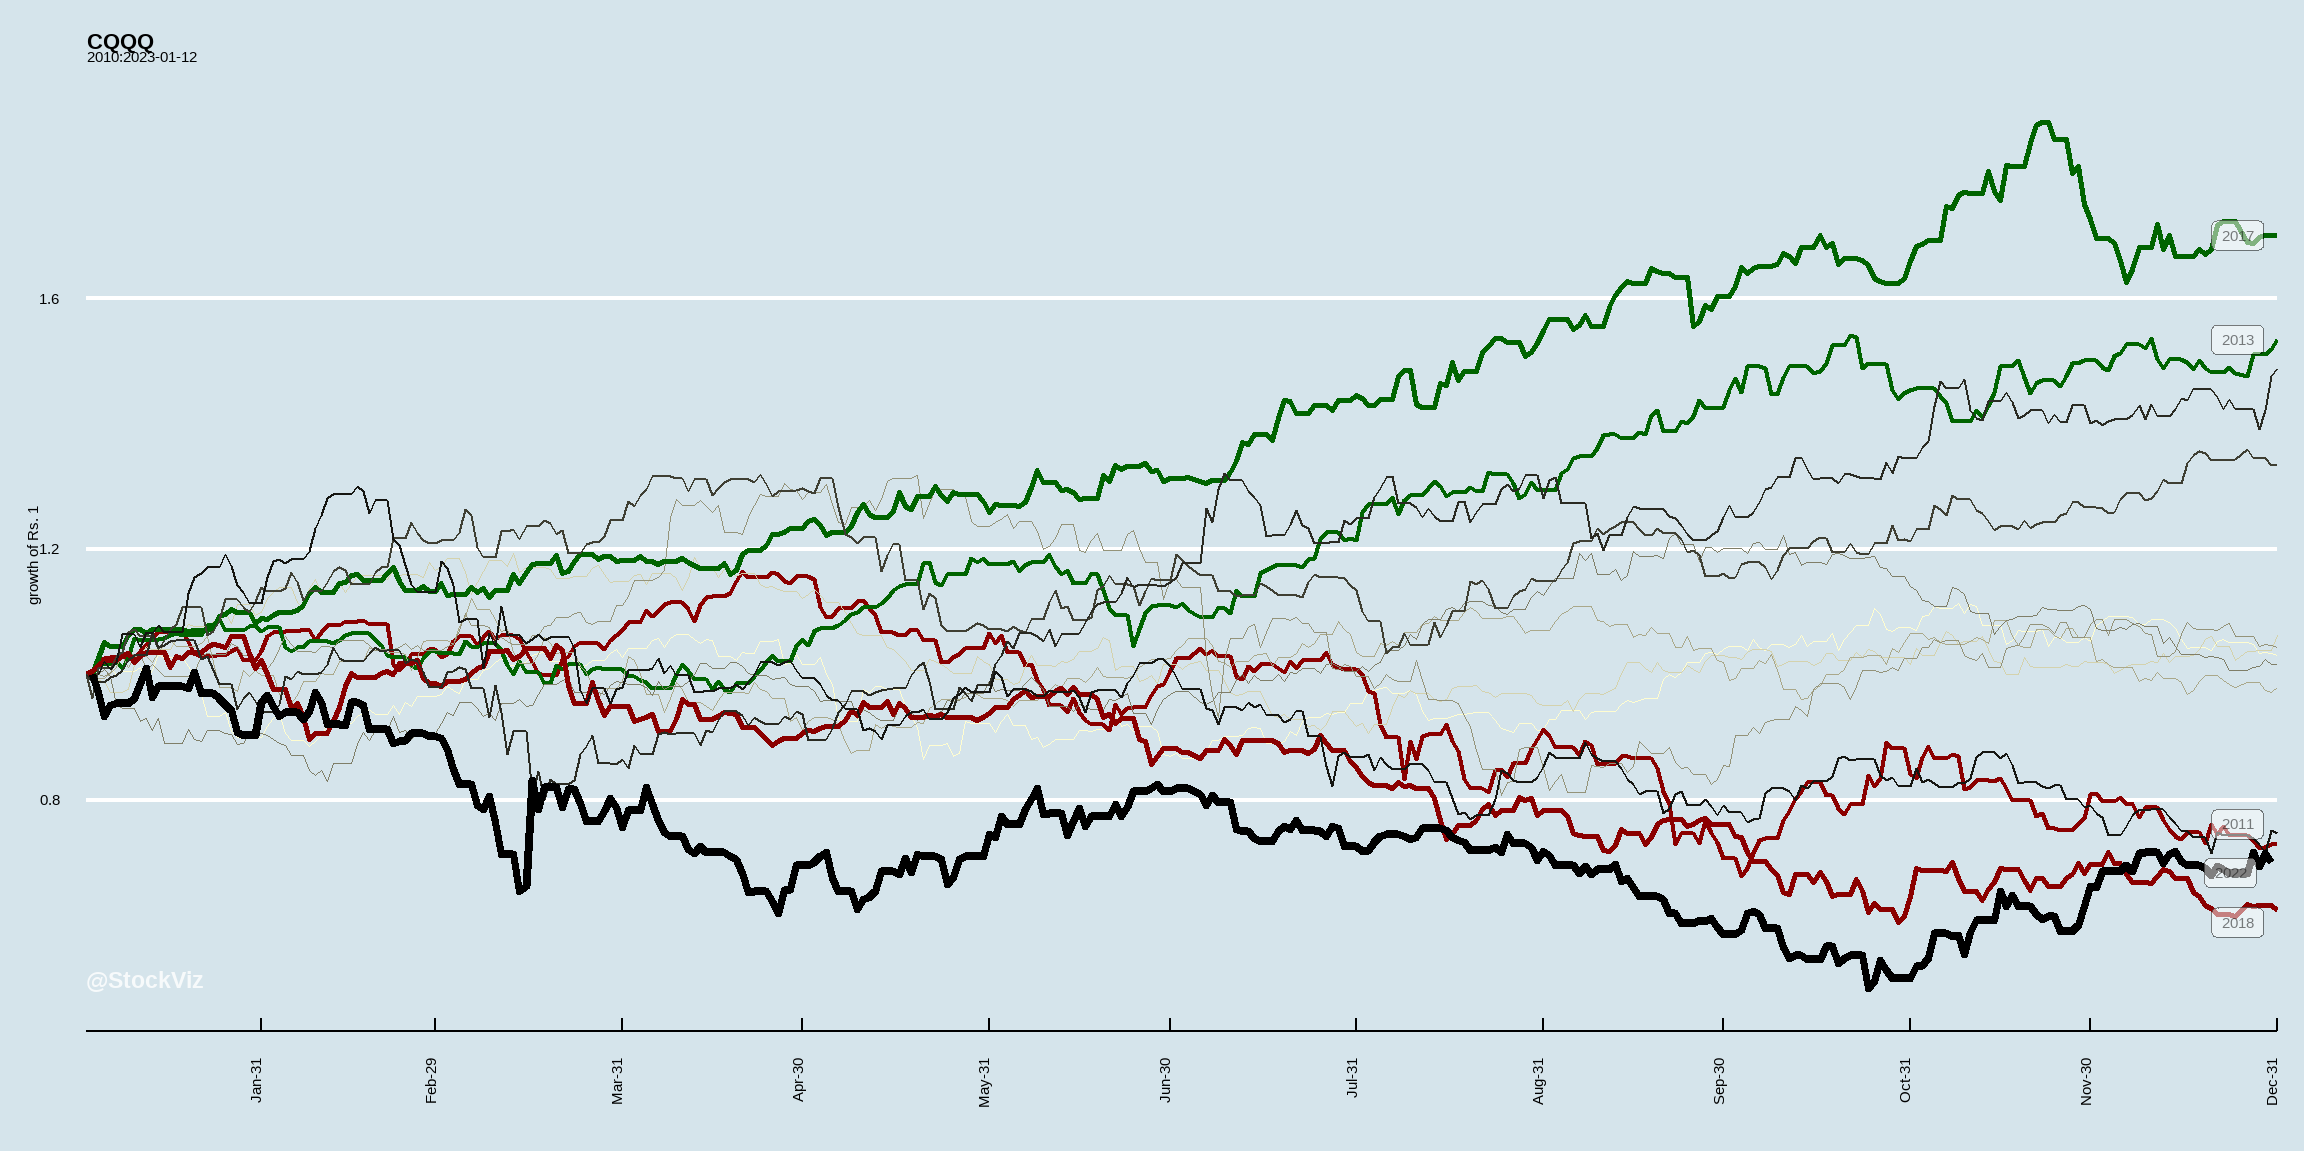 CQQQ
2010:2023-01-12
2017
1.6
2013
growth of Rs. 1
1.2
0.8
2011
2022
2018
@StockViz
Jan-31
Feb-29
Mar-31
Apr-30
May-31
Jun-30
Jul-31
Aug-31
Sep-30
Oct-31
Nov-30
Dec-31